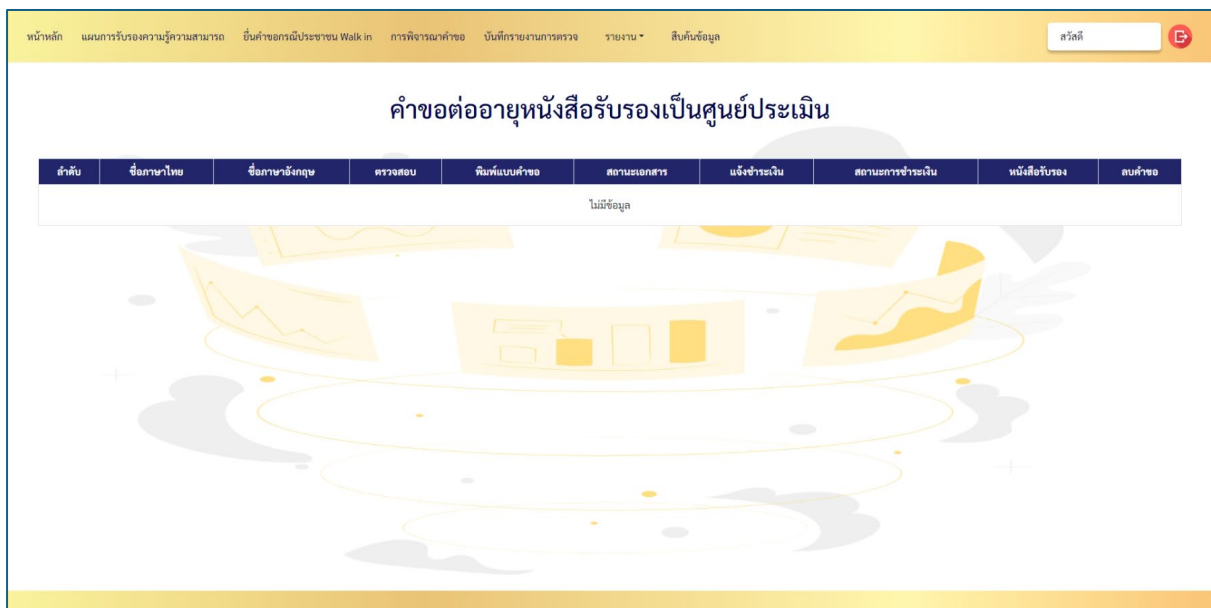 หน้าหลัก แผนการรับรองความรู้ความสามารถ ยื่นคำขอกรณีประชาชน Walk in การพิจารณาคำขอ บันทึกรายงานการตรวจ รายงาน สืบค้นข้อมูล สวัสดี
คำขอต่ออายุหนังสือรับรองเป็นศูนย์ประเมิน
ลำดับ ชื่อภาษาไทย ชื่อภาษาอังกฤษ ตรวจสอบ พิมพ์แบบคำขอ สถานะเอกสาร แจ้งชำระเงิน สถานะการชำระเงิน หนังสือรับรอง ลบคำขอ
ไม่มีข้อมูล